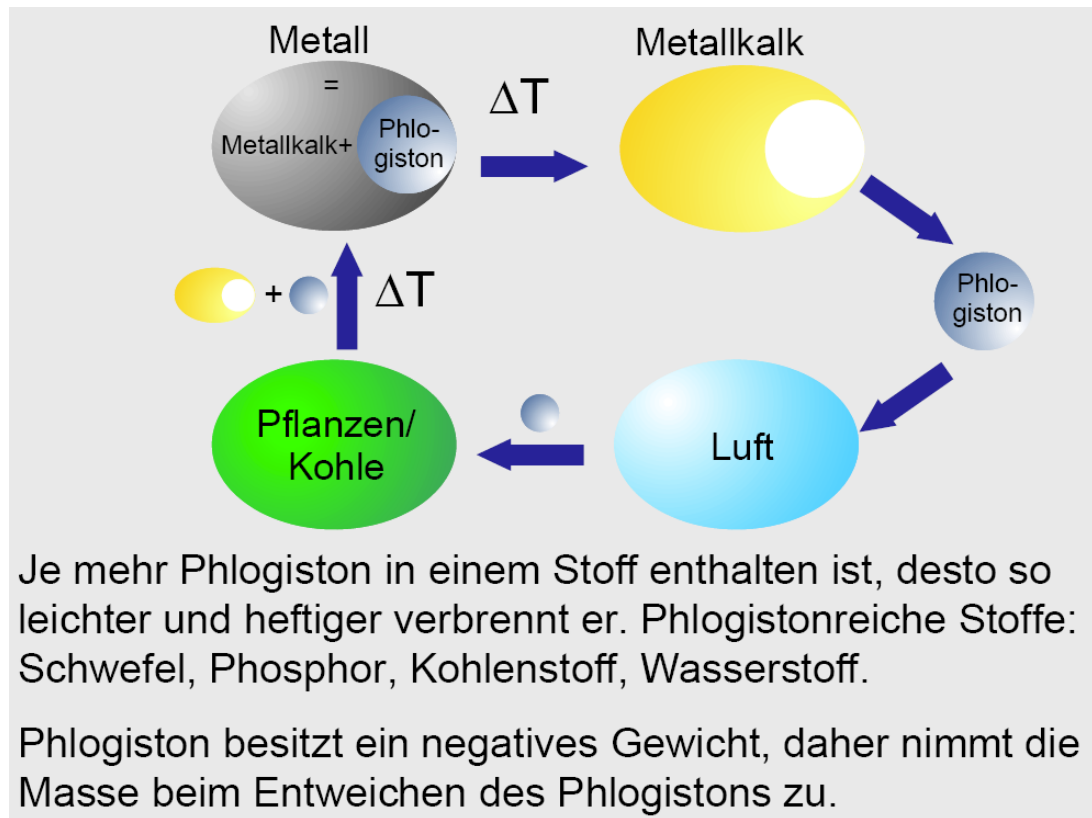 Metall
=
Metallkalk+
Phlo-
giston
ΔT
Metallkalk
Phlo-
giston
+
ΔT
Pflanzen/
Kohle
Luft
Je mehr Phlogiston in einem Stoff enthalten ist, desto so
leichter und heftiger verbrennt er. Phlogistonreiche Stoffe:
Schwefel, Phosphor, Kohlenstoff, Wasserstoff.
Phlogiston besitzt ein negatives Gewicht, daher nimmt die
Masse beim Entweichen des Phlogistons zu.